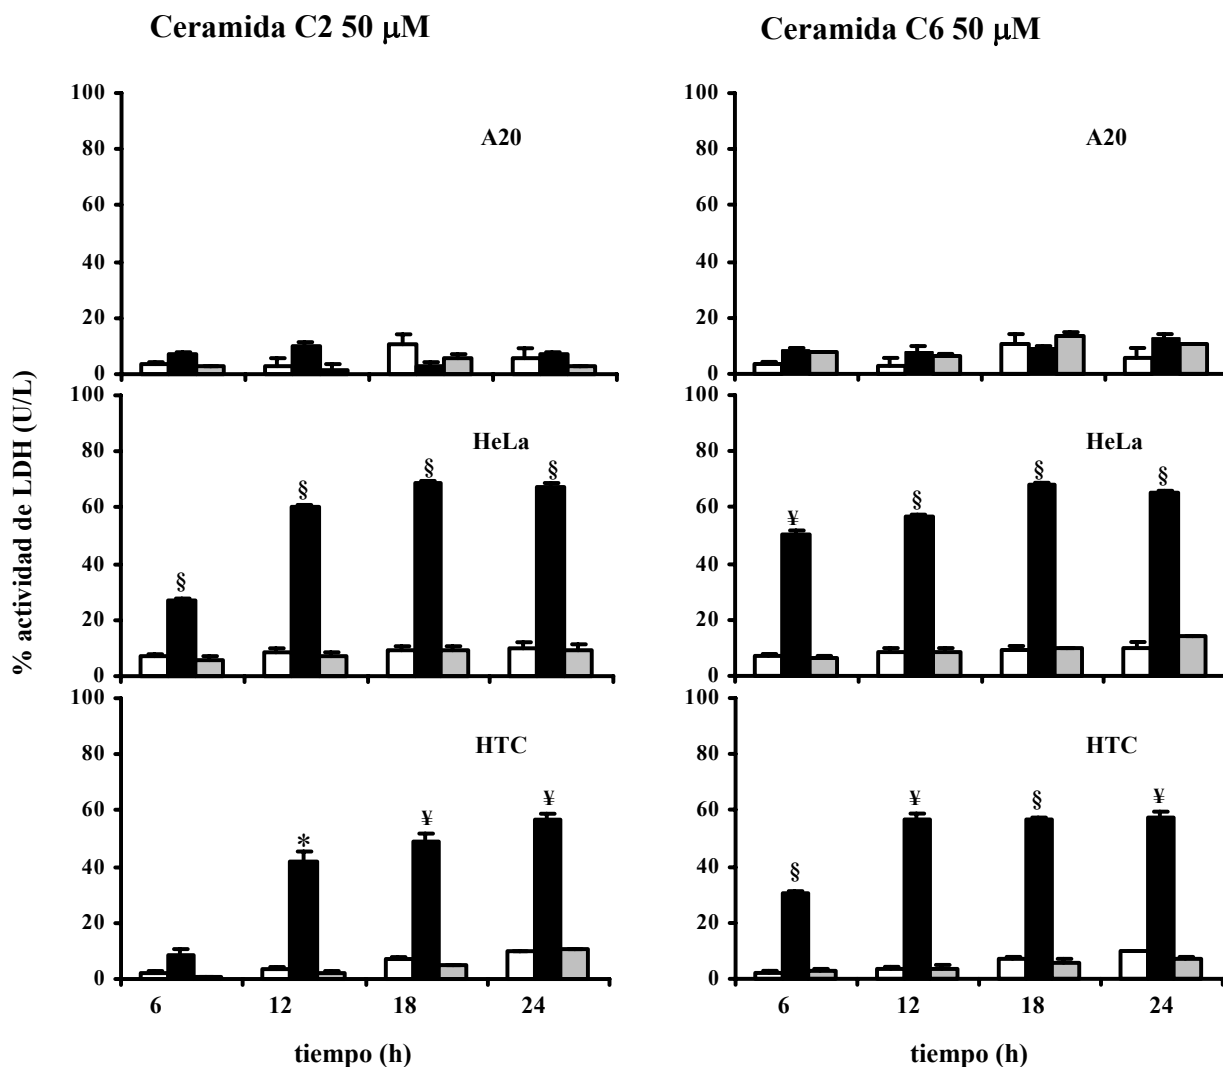 Ceramida C2 50 μM
Ceramida C6 50 μM
% actividad de LDH (U/L)
100
80
60
40
20
0
A20
100
80
60
40
20
0
A20
100
80
60
40
20
0
HeLa
§ § § §
100
80
60
40
20
0
HeLa
¥ § § §
100
80
60
40
20
0
HTC
* ¥ ¥
6 12 18 24
tiempo (h)
100
80
60
40
20
0
HTC
§ ¥ § ¥
6 12 18 24
tiempo (h)